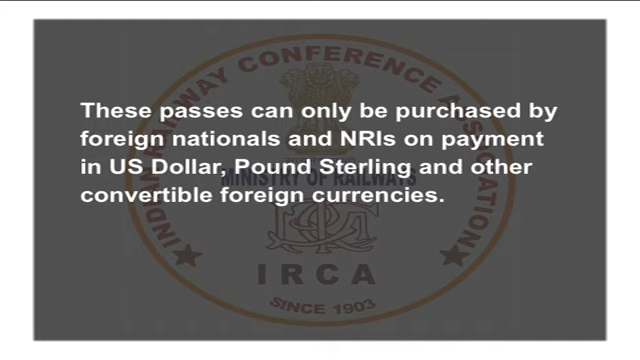 INDIAN RAILWAY CONFERENCE ASSOCIATION
These passes can only be purchased by
foreign nationals and NRIs on payment
in US Dollar, Pound Sterling and other
MINISTRY OF RAILWAYS
convertible foreign currencies.
IRCA
SINCE 1903